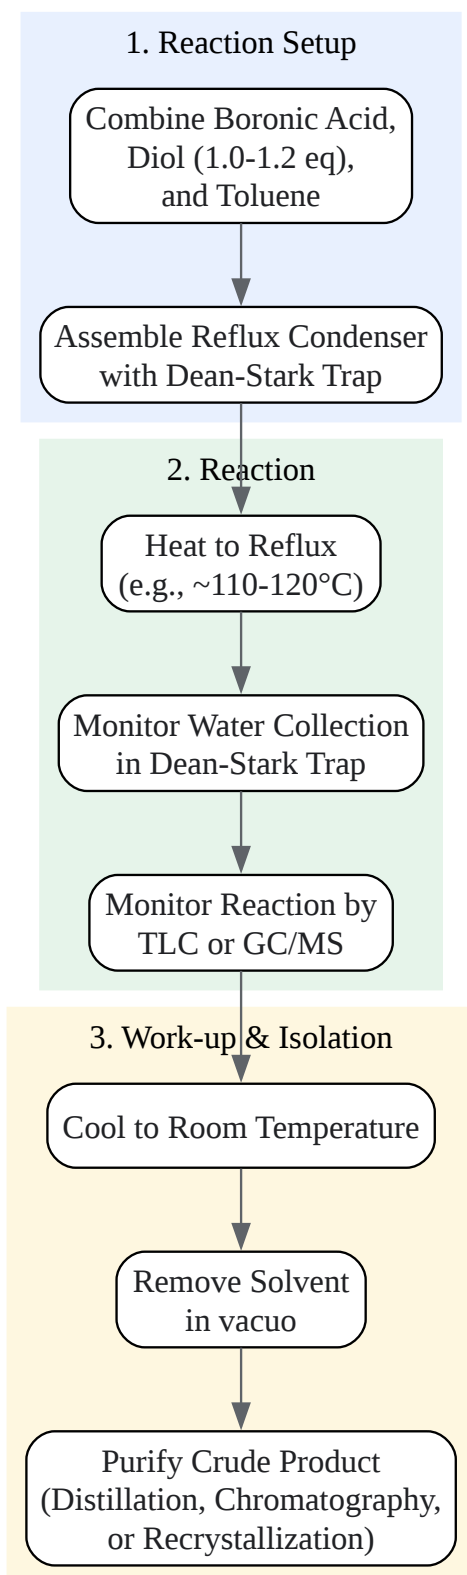 1. Reaction Setup
Combine Boronic Acid,
Diol (1.0-1.2 eq),
and Toluene
Assemble Reflux Condenser
with Dean-Stark Trap
2. Reaction
Heat to Reflux
(e.g., ~110-120°C)
Monitor Water Collection
in Dean-Stark Trap
Monitor Reaction by
TLC or GC/MS
3. Work-up & Isolation
Cool to Room Temperature
Remove Solvent
in vacuo
Purify Crude Product
(Distillation, Chromatography,
or Recrystallization)